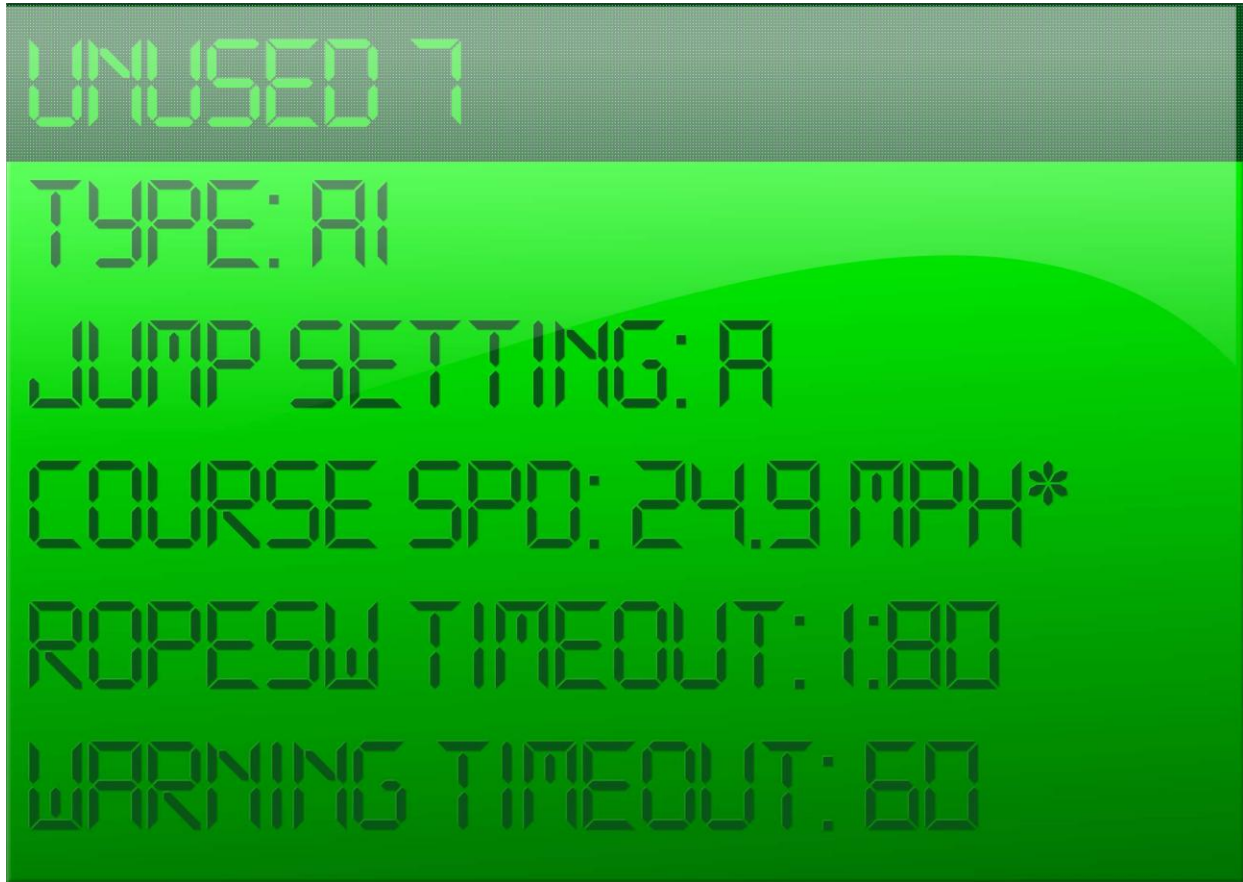 UNUSED 7
TYPE: A1
JUMP SETTING: A
COURSE SPD: 24.9 MPH*
ROPESW TIMEOUT: 1:80
WARNING TIMEOUT: 60